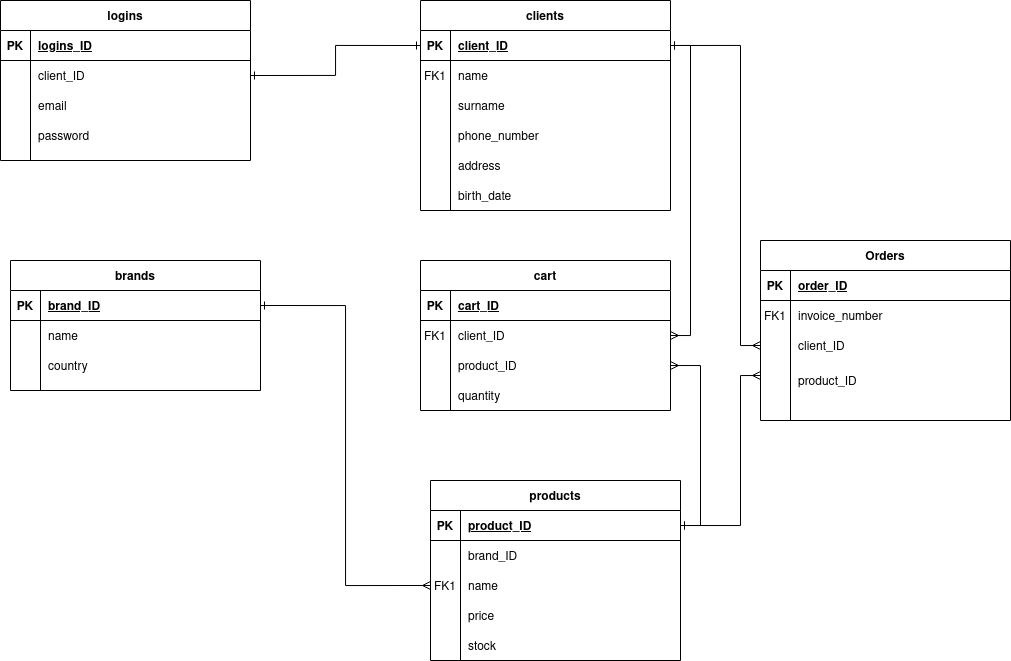 logins
PK logins_ID
client_ID
email
password
clients
PK client_ID
FK1 name
surname
phone_number
address
birth_date
brands
PK brand_ID
name
country
cart
PK cart_ID
FK1 client_ID
product_ID
quantity
Orders
PK order_ID
FK1 invoice_number
client_ID
product_ID
products
PK product_ID
brand_ID
FK1 name
price
stock